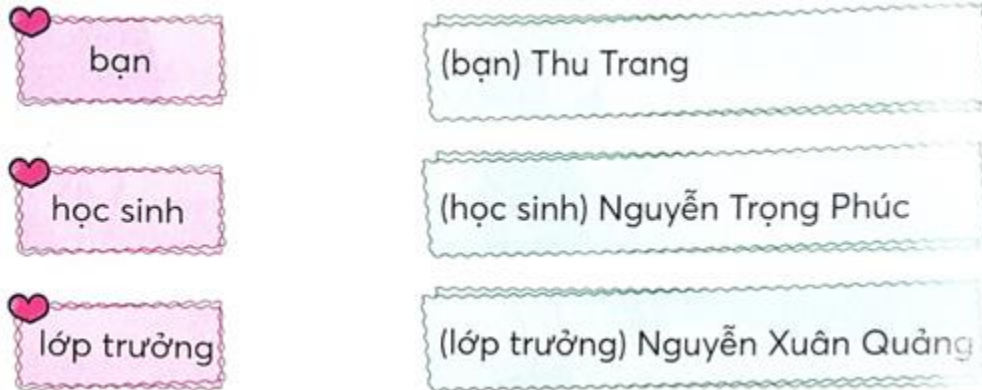 bạn
(bạn) Thu Trang
học sinh
(học sinh) Nguyễn Trọng Phúc
lớp trưởng
(lớp trưởng) Nguyễn Xuân Quảng